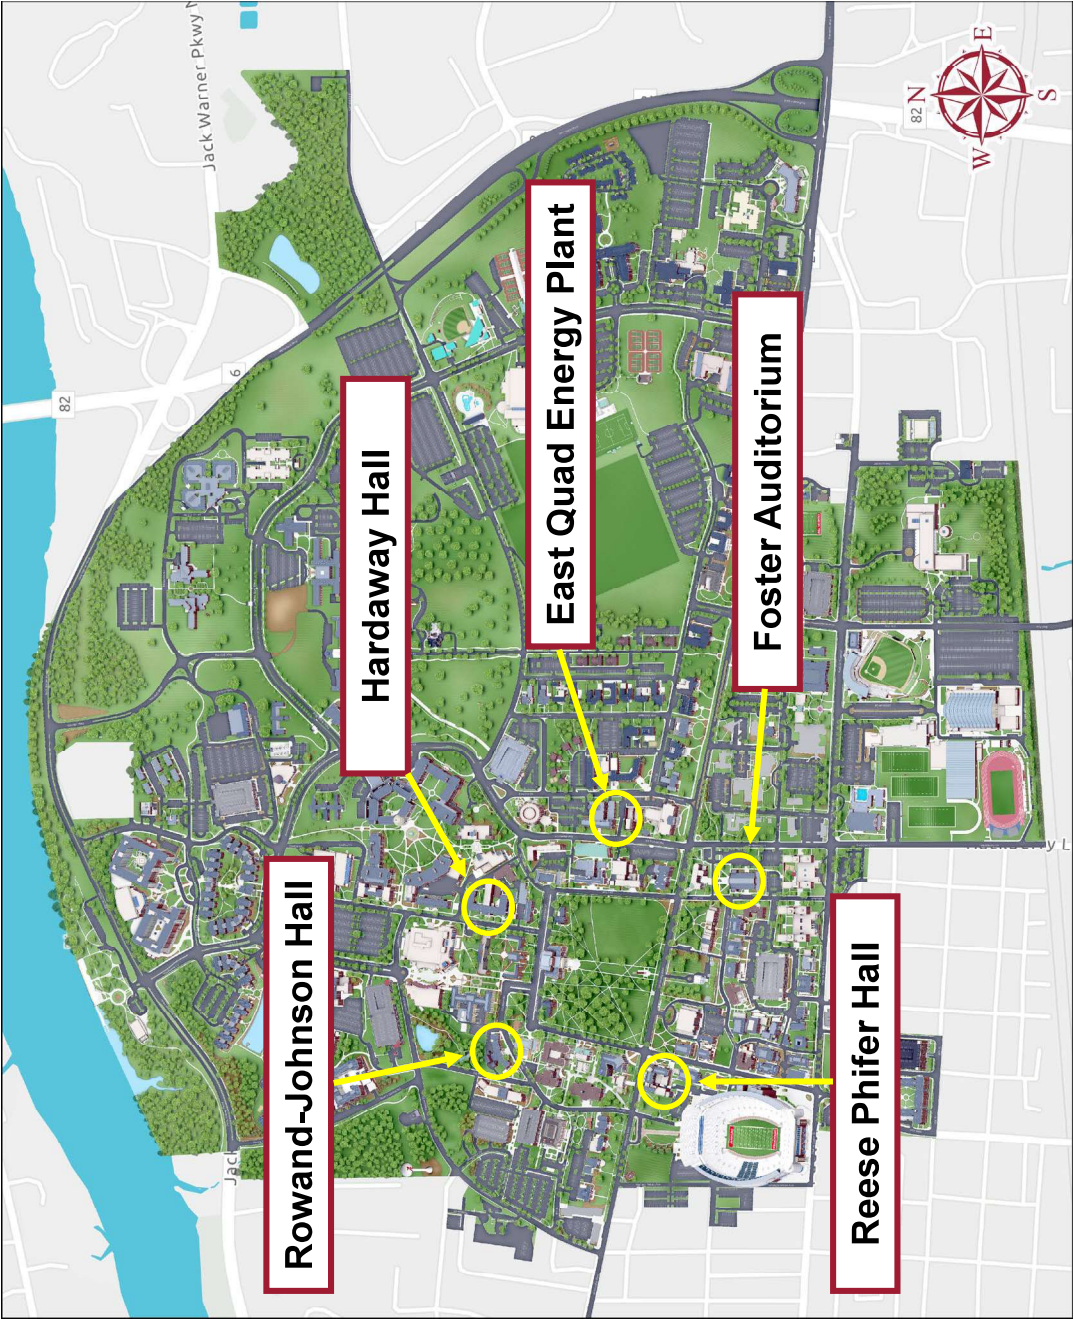 Jack Warner Pkwy N
82
N
E
S
W
6
82
East Quad Energy Plant
Foster Auditorium
Hardaway Hall
Rowand-Johnson Hall
Reese Phifer Hall
Jack